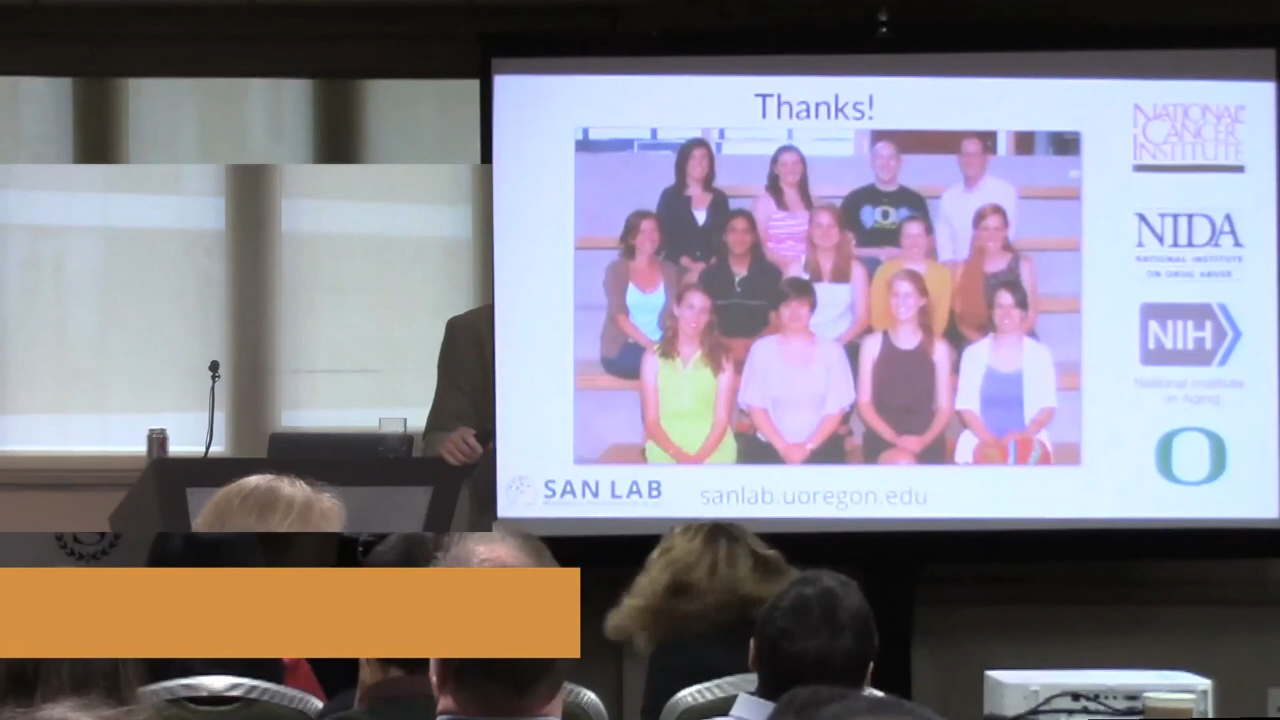 Thanks!
NATIONAL
CANCER
INSTITUTE
NIDA
NATIONAL INSTITUTE
ON DRUG ABUSE
NIH
National Institute
on Aging
O
O
SAN LAB
sanlab.uoregon.edu